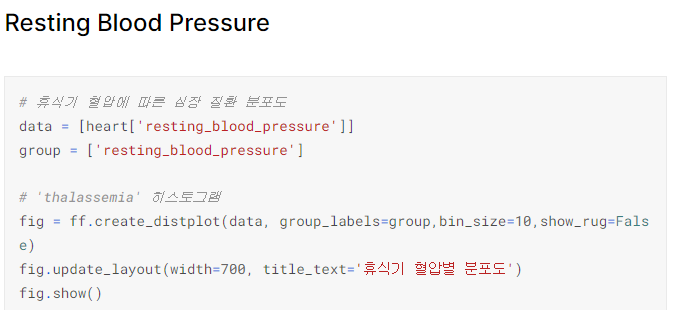 Resting Blood Pressure
# 휴식기 혈압에 따른 심장 질환 분포도
data = [heart['resting_blood_pressure']]
group = ['resting_blood_pressure']
# 'thalassemia' 히스토그램
fig = ff.create_distplot(data, group_labels=group,bin_size=10,show_rug=Fals
e)
fig.update_layout(width=700, title_text='휴식기 혈압별 분포도')
fig.show()